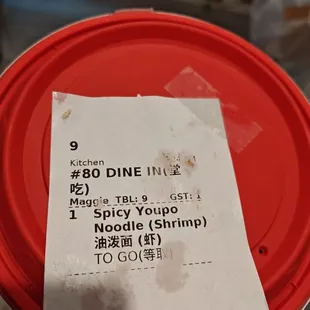 9
Kitchen
#80 DINE IN(堂
吃)
Maggie TBL: 9 GST: 1
1 Spicy Youpo
Noodle (Shrimp)
油泼面 (虾)
TO GO(等取)